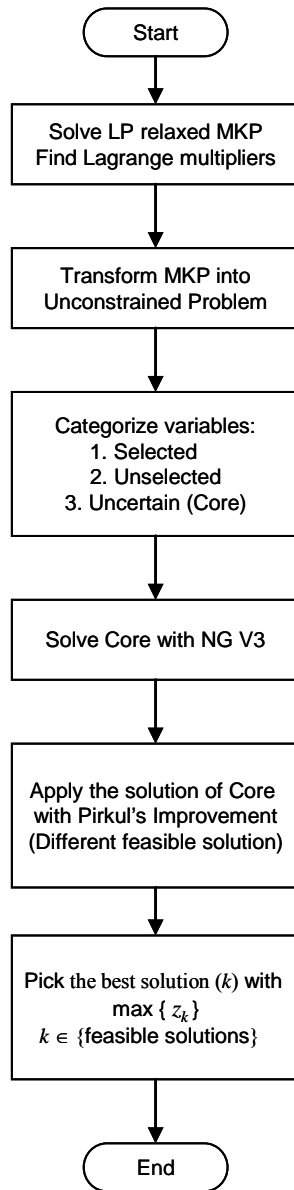 Start
Solve LP relaxed MKP
Find Lagrange multipliers
Transform MKP into
Unconstrained Problem
Categorize variables:
1. Selected
2. Unselected
3. Uncertain (Core)
Solve Core with NG V3
Apply the solution of Core
with Pirkul's Improvement
(Different feasible solution)
Pick the best solution (k) with
max { z_k }
k ∈ {feasible solutions}
End